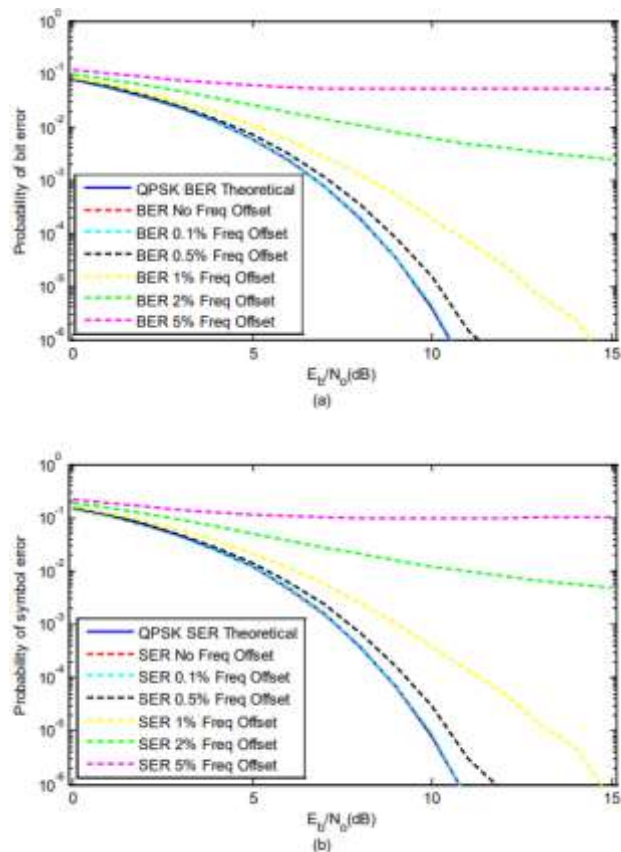 10^0
10^-1
10^-2
10^-3
10^-4
10^-5
10^-6
Probability of bit error
QPSK BER Theoretical
BER No Freq Offset
BER 0.1% Freq Offset
BER 0.5% Freq Offset
BER 1% Freq Offset
BER 2% Freq Offset
BER 5% Freq Offset
0 5 10 15
E_b/N_o(dB)
(a)
10^0
10^-1
10^-2
10^-3
10^-4
10^-5
10^-6
Probability of symbol error
QPSK SER Theoretical
SER No Freq Offset
SER 0.1% Freq Offset
SER 0.5% Freq Offset
SER 1% Freq Offset
SER 2% Freq Offset
SER 5% Freq Offset
0 5 10 15
E_b/N_o(dB)
(b)